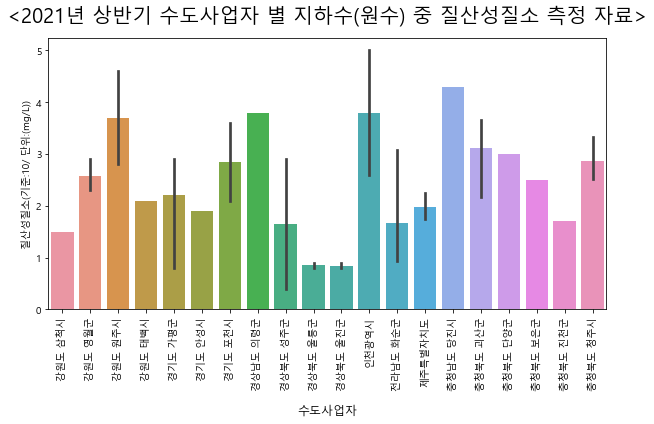 <2021년 상반기 수도사업자 별 지하수(원수) 중 질산성질소 측정 자료>
질산성질소(기준:10/ 단위:(mg/L))
5
4
3
2
1
0
강원도 삼척시
강원도 영월군
강원도 원주시
강원도 태백시
경기도 가평군
경기도 안성시
경기도 포천시
경상남도 의령군
경상북도 성주군
경상북도 울릉군
경상북도 울진군
인천광역시
전라남도 화순군
제주특별자치도
충청남도 당진시
충청북도 괴산군
충청북도 단양군
충청북도 보은군
충청북도 진천군
충청북도 청주시
수도사업자